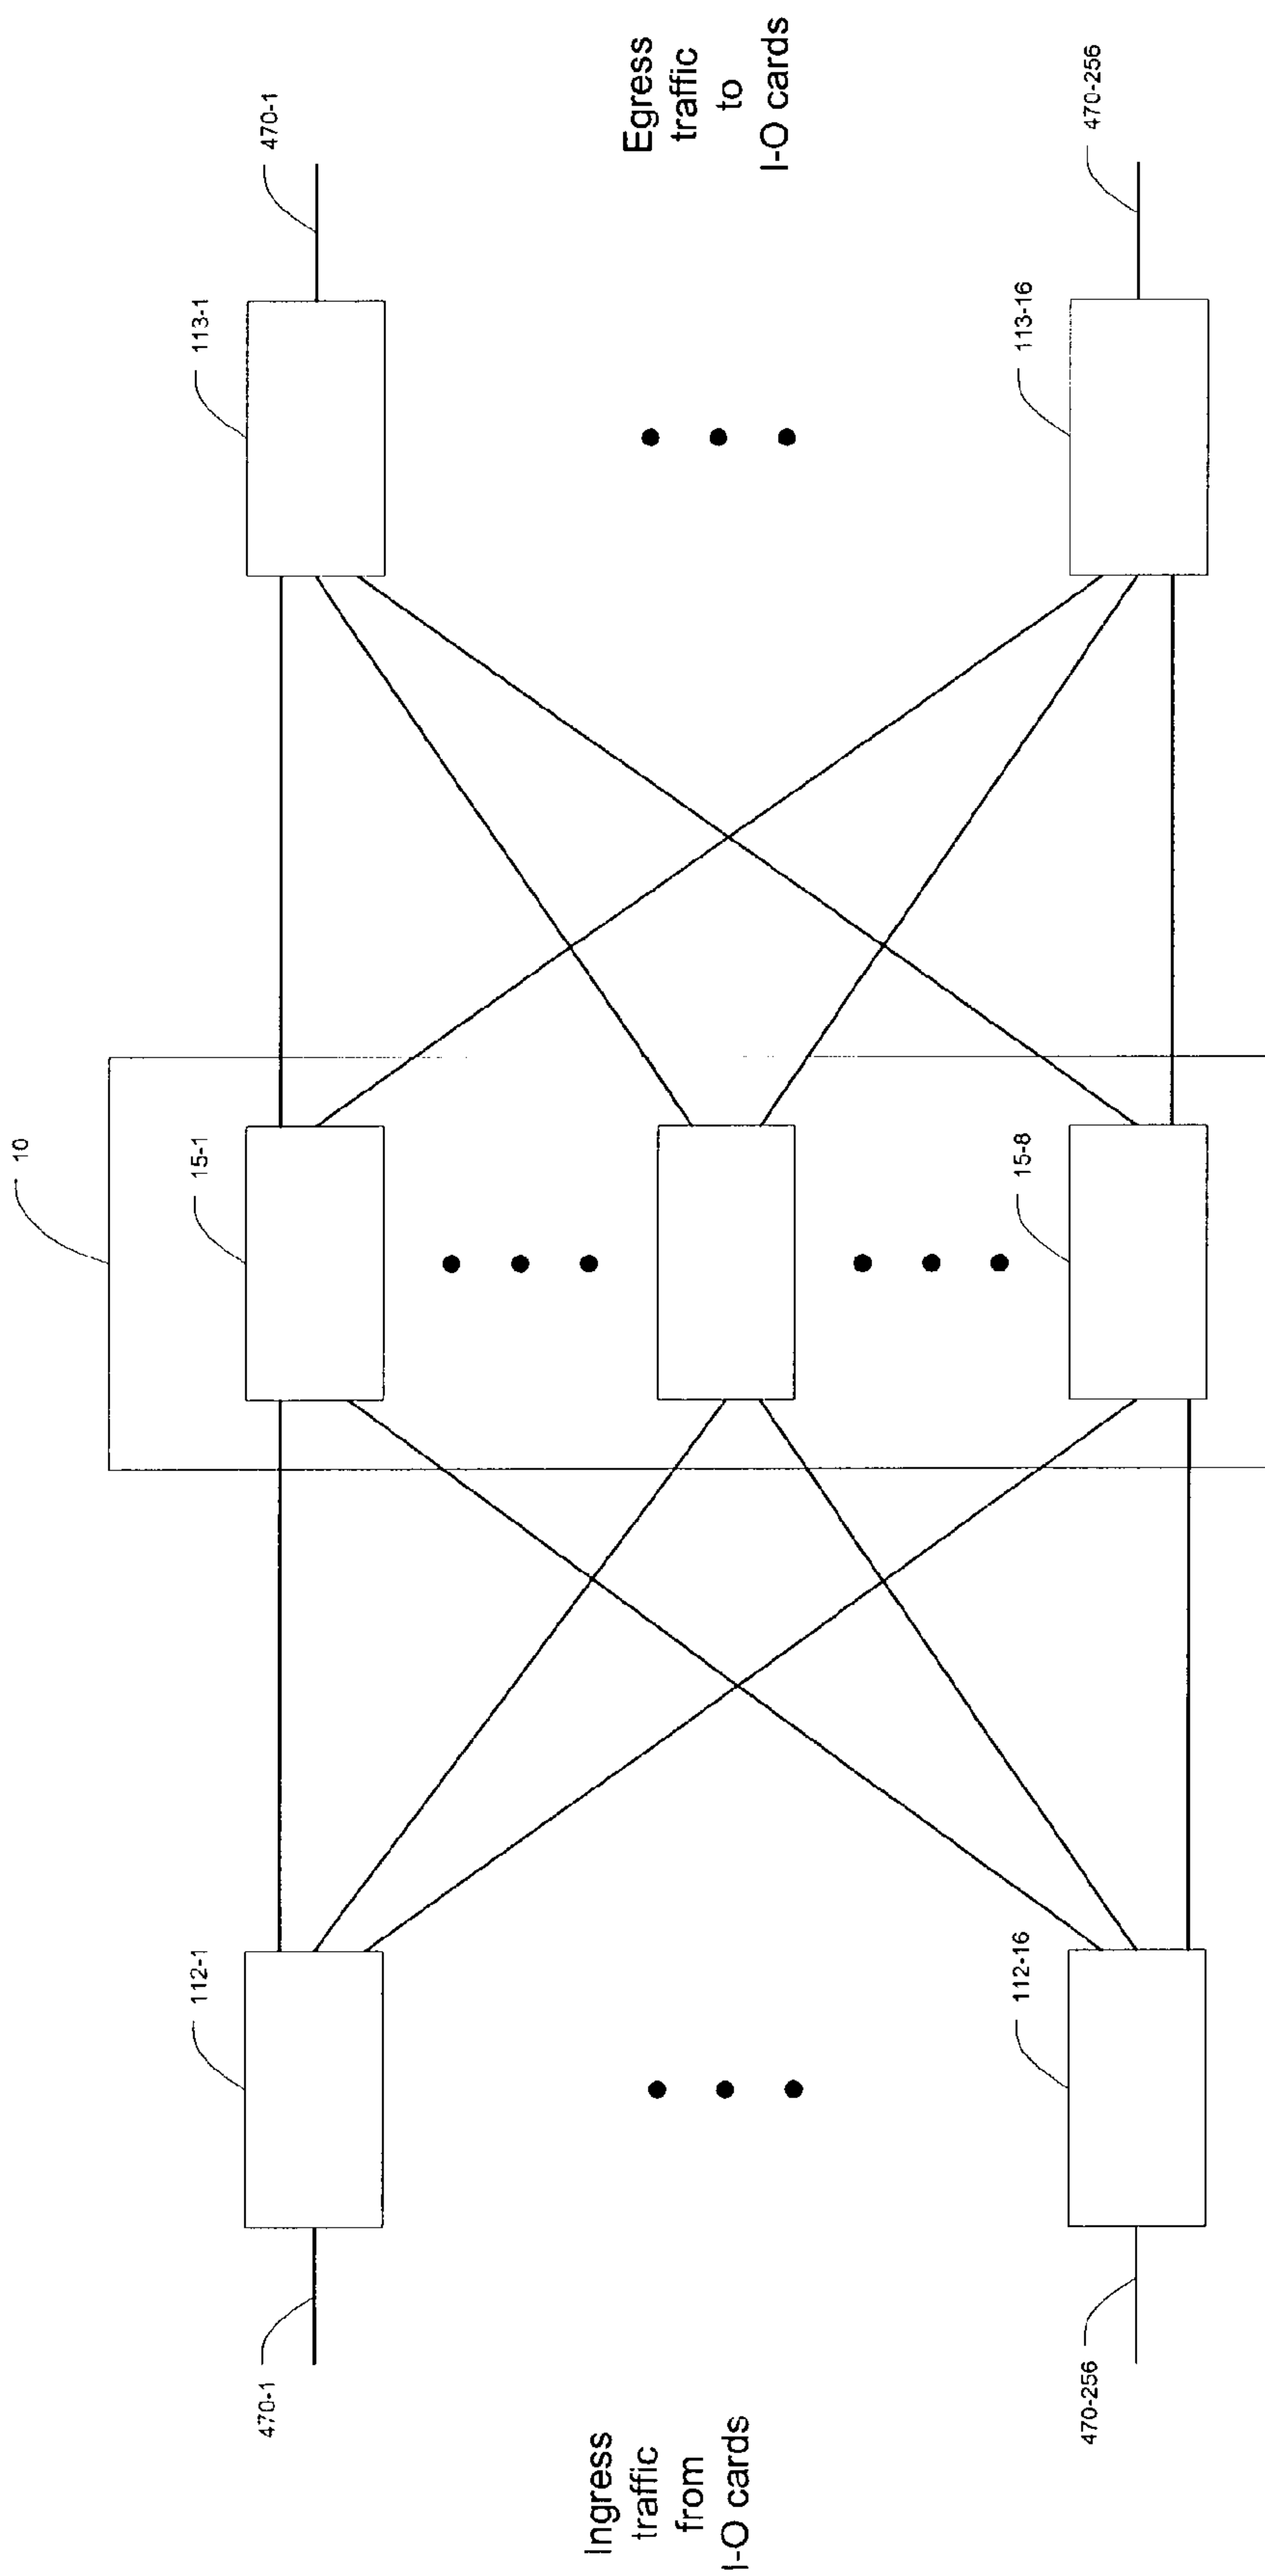 10
470-1
112-1
15-1
113-1
470-1
Ingress
traffic
from
I-O cards
Egress
traffic
to
I-O cards
470-256
112-16
15-8
113-16
470-256